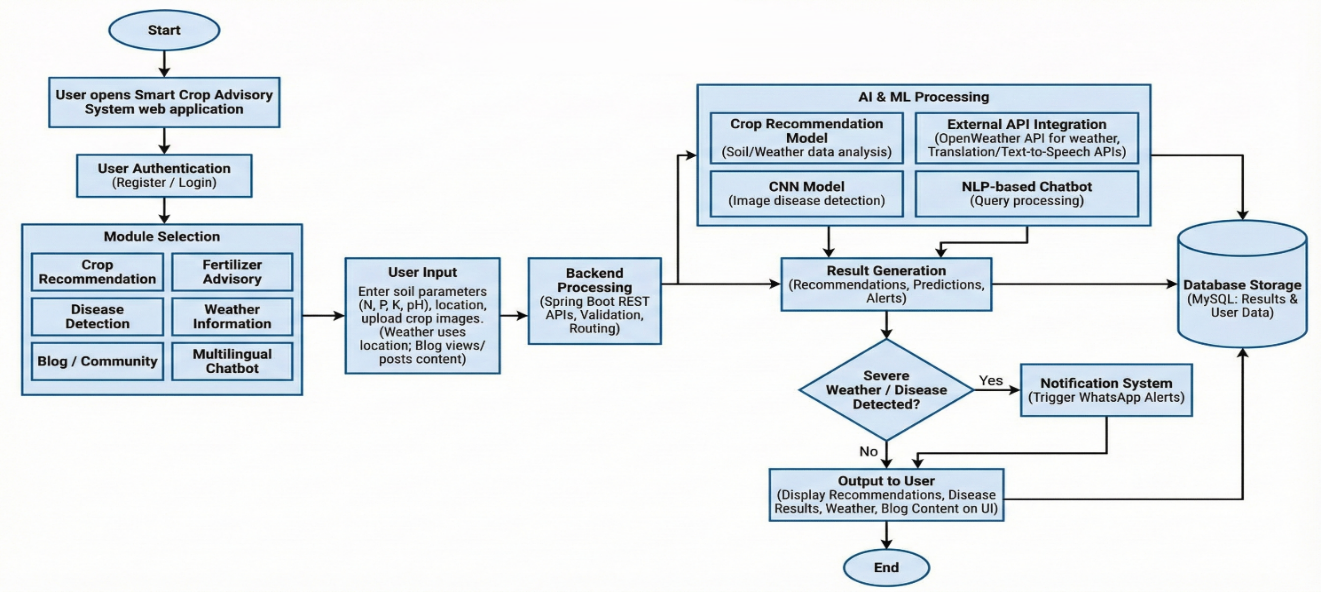 Start
User opens Smart Crop Advisory
System web application
User Authentication
(Register / Login)
Module Selection
Crop
Recommendation
Fertilizer
Advisory
Disease
Detection
Weather
Information
Blog / Community
Multilingual
Chatbot
User Input
Enter soil parameters
(N, P, K, pH), location,
upload crop images.
(Weather uses
location; Blog views/
posts content)
Backend
Processing
(Spring Boot REST
APIs, Validation,
Routing)
AI & ML Processing
Crop Recommendation
Model
(Soil/Weather data analysis)
External API Integration
(OpenWeather API for weather,
Translation/Text-to-Speech APIs)
CNN Model
(Image disease detection)
NLP-based Chatbot
(Query processing)
Result Generation
(Recommendations, Predictions,
Alerts)
Database Storage
(MySQL: Results &
User Data)
Severe
Weather / Disease
Detected?
Yes
Notification System
(Trigger WhatsApp Alerts)
No
Output to User
(Display Recommendations, Disease
Results, Weather, Blog Content on UI)
End